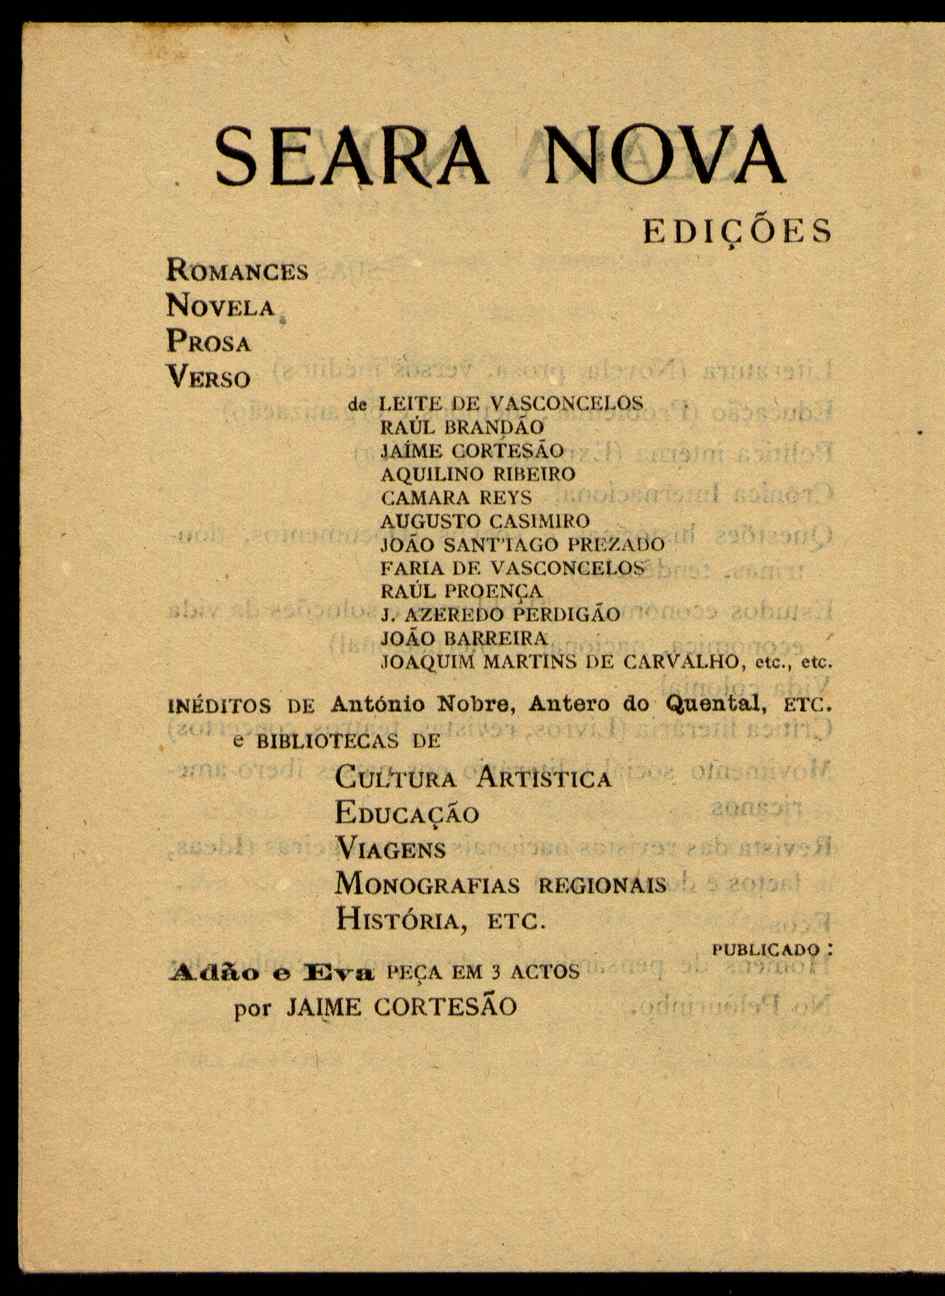 SEARA NOVA
EDIÇÕES
ROMANCES
NOVELA
PROSA
VERSO
de LEITE DE VASCONCELOS
RAÚL BRANDÃO
JAÍME CORTESÃO
AQUILINO RIBEIRO
CAMARA REYS
AUGUSTO CASIMIRO
JOÃO SANT'IAGO PREZADO
FARIA DE VASCONCELOS
RAÚL PROENÇA
J. AZEREDO PERDIGÃO
JOÃO BARREIRA
JOAQUIM MARTINS DE CARVALHO, etc., etc.
INÉDITOS DE António Nobre, Antero do Quental, ETC.
e BIBLIOTECAS DE
CULTURA ARTISTICA
EDUCAÇÃO
VIAGENS
MONOGRAFIAS REGIONAIS
HISTÓRIA, ETC.
PUBLICADO :
Adão e Eva PEÇA EM 3 ACTOS
por JAIME CORTESÃO